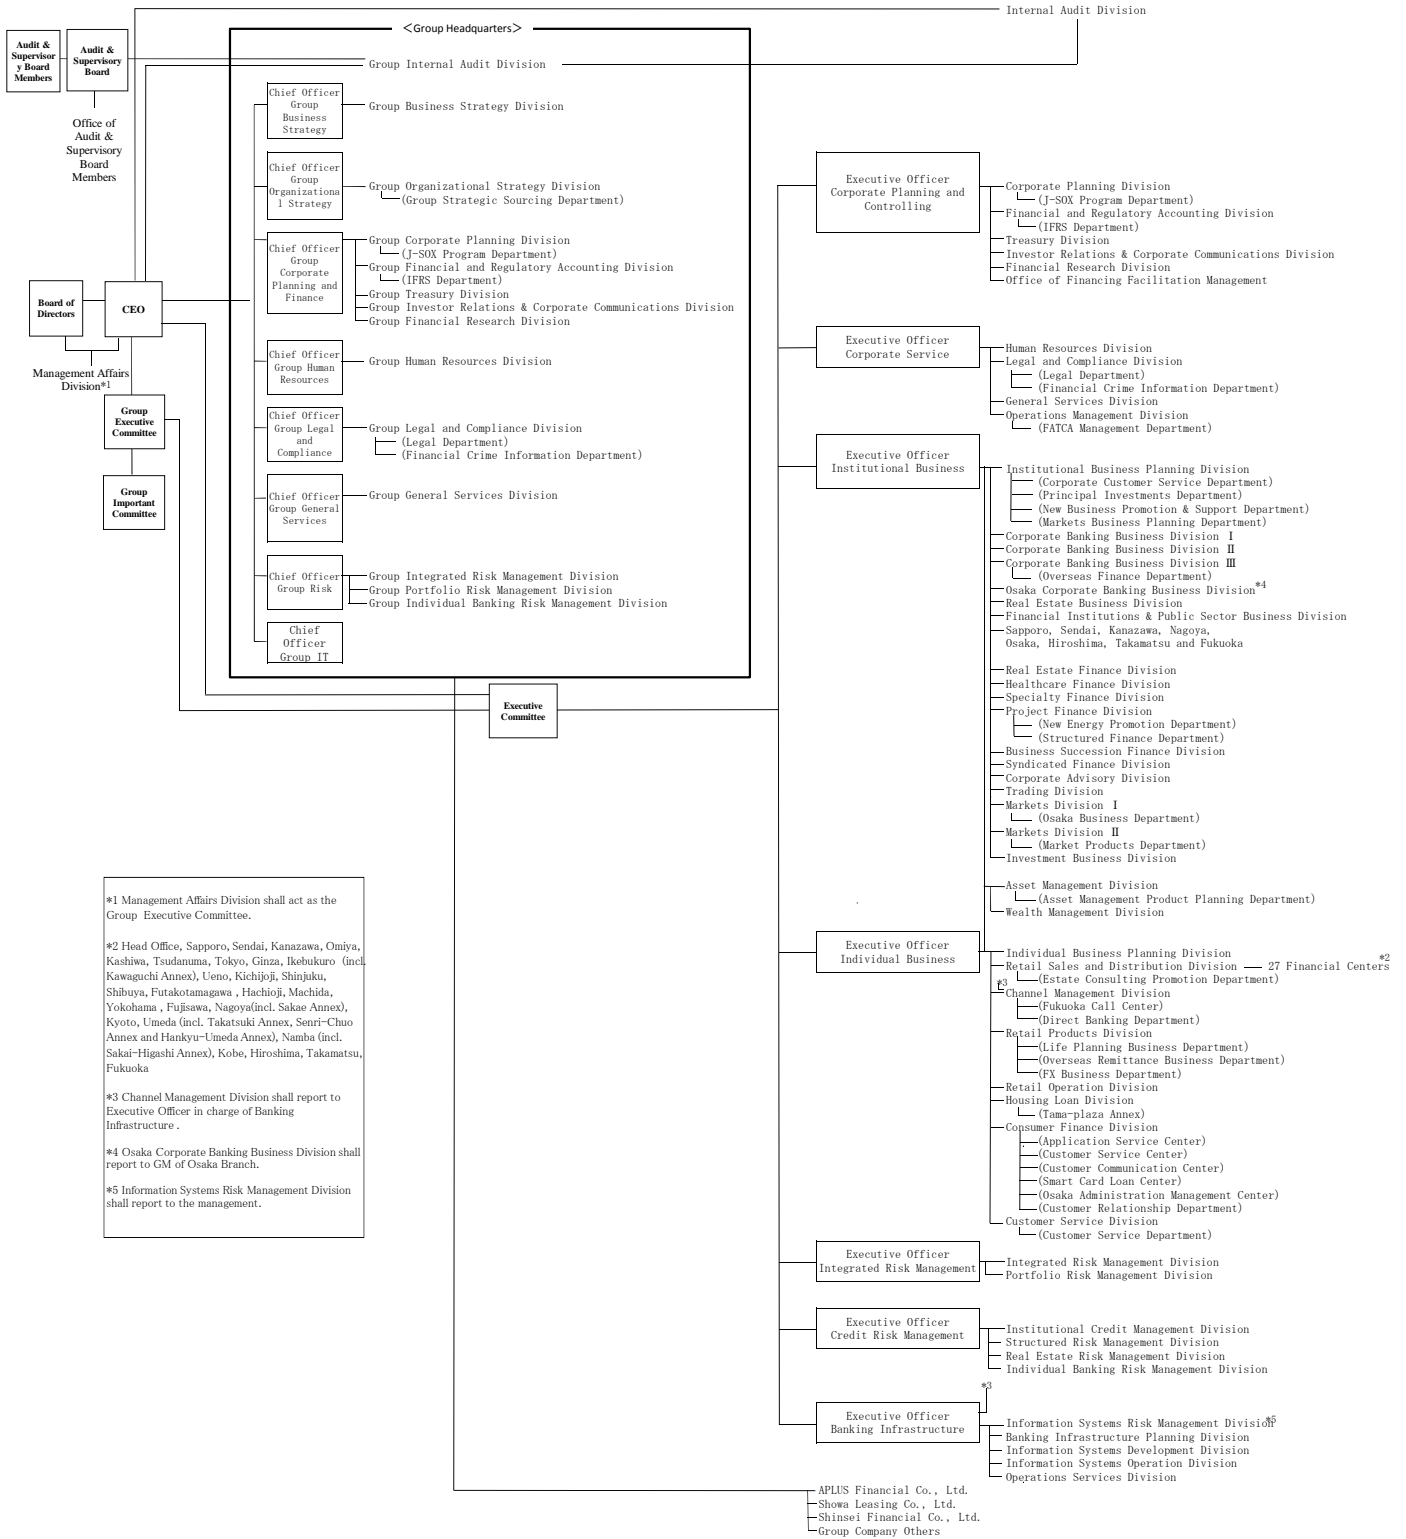 Internal Audit Division
<Group Headquarters>
Audit &
Supervisor
y Board
Members
Audit &
Supervisory
Board
Group Internal Audit Division
Office of
Audit &
Supervisory
Board
Members
Chief Officer
Group
Business
Strategy
Group Business Strategy Division
Chief Officer
Group
Organizationa
l Strategy
Group Organizational Strategy Division
(Group Strategic Sourcing Department)
Chief Officer
Group
Corporate
Planning and
Finance
Group Corporate Planning Division
(J-SOX Program Department)
Group Financial and Regulatory Accounting Division
(IFRS Department)
Group Treasury Division
Group Investor Relations & Corporate Communications Division
Group Financial Research Division
Board of
Directors
CEO
Management Affairs
Division*1
Group
Executive
Committee
Group
Important
Committee
Chief Officer
Group Human
Resources
Group Human Resources Division
Chief Officer
Group Legal
and
Compliance
Group Legal and Compliance Division
(Legal Department)
(Financial Crime Information Department)
Chief Officer
Group General
Services
Group General Services Division
Chief Officer
Group Risk
Group Integrated Risk Management Division
Group Portfolio Risk Management Division
Group Individual Banking Risk Management Division
Chief
Officer
Group IT
Executive
Committee
Executive Officer
Corporate Planning and
Controlling
Corporate Planning Division
(J-SOX Program Department)
Financial and Regulatory Accounting Division
(IFRS Department)
Treasury Division
Investor Relations & Corporate Communications Division
Financial Research Division
Office of Financing Facilitation Management
Executive Officer
Corporate Service
Human Resources Division
Legal and Compliance Division
(Legal Department)
(Financial Crime Information Department)
General Services Division
Operations Management Division
(FATCA Management Department)
Executive Officer
Institutional Business
Institutional Business Planning Division
(Corporate Customer Service Department)
(Principal Investments Department)
(New Business Promotion & Support Department)
(Markets Business Planning Department)
Corporate Banking Business Division Ⅰ
Corporate Banking Business Division Ⅱ
Corporate Banking Business Division Ⅲ
(Overseas Finance Department)
Osaka Corporate Banking Business Division*4
Real Estate Business Division
Financial Institutions & Public Sector Business Division
Sapporo, Sendai, Kanazawa, Nagoya,
Osaka, Hiroshima, Takamatsu and Fukuoka
Real Estate Finance Division
Healthcare Finance Division
Specialty Finance Division
Project Finance Division
(New Energy Promotion Department)
(Structured Finance Department)
Business Succession Finance Division
Syndicated Finance Division
Corporate Advisory Division
Trading Division
Markets Division Ⅰ
(Osaka Business Department)
Markets Division Ⅱ
(Market Products Department)
Investment Business Division
Asset Management Division
(Asset Management Product Planning Department)
Wealth Management Division
Executive Officer
Individual Business
Individual Business Planning Division
Retail Sales and Distribution Division — 27 Financial Centers*2
(Estate Consulting Promotion Department)
*3
Channel Management Division
(Fukuoka Call Center)
(Direct Banking Department)
Retail Products Division
(Life Planning Business Department)
(Overseas Remittance Business Department)
(FX Business Department)
Retail Operation Division
Housing Loan Division
(Tama-plaza Annex)
Consumer Finance Division
(Application Service Center)
(Customer Service Center)
(Customer Communication Center)
(Smart Card Loan Center)
(Osaka Administration Management Center)
(Customer Relationship Department)
Customer Service Division
(Customer Service Department)
Executive Officer
Integrated Risk Management
Integrated Risk Management Division
Portfolio Risk Management Division
Executive Officer
Credit Risk Management
Institutional Credit Management Division
Structured Risk Management Division
Real Estate Risk Management Division
Individual Banking Risk Management Division
*3
Executive Officer
Banking Infrastructure
Information Systems Risk Management Division*5
Banking Infrastructure Planning Division
Information Systems Development Division
Information Systems Operation Division
Operations Services Division
APLUS Financial Co., Ltd.
Showa Leasing Co., Ltd.
Shinsei Financial Co., Ltd.
Group Company Others
*1 Management Affairs Division shall act as the
Group Executive Committee.
*2 Head Office, Sapporo, Sendai, Kanazawa, Omiya,
Kashiwa, Tsudanuma, Tokyo, Ginza, Ikebukuro (incl.
Kawaguchi Annex), Ueno, Kichijoji, Shinjuku,
Shibuya, Futakotamagawa , Hachioji, Machida,
Yokohama , Fujisawa, Nagoya(incl. Sakae Annex),
Kyoto, Umeda (incl. Takatsuki Annex, Senri-Chuo
Annex and Hankyu-Umeda Annex), Namba (incl.
Sakai-Higashi Annex), Kobe, Hiroshima, Takamatsu,
Fukuoka
*3 Channel Management Division shall report to
Executive Officer in charge of Banking
Infrastructure .
*4 Osaka Corporate Banking Business Division shall
report to GM of Osaka Branch.
*5 Information Systems Risk Management Division
shall report to the management.